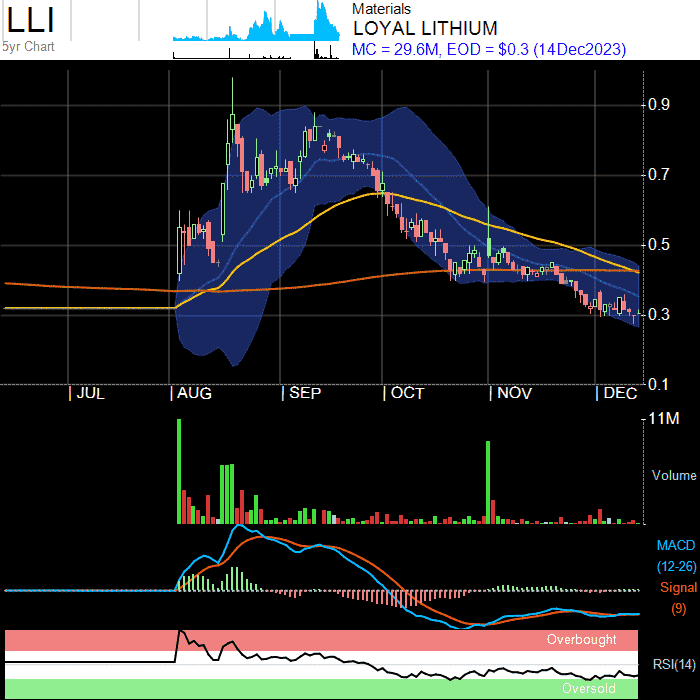 LLI
5yr Chart
Materials
LOYAL LITHIUM
MC = 29.6M, EOD = $0.3 (14Dec2023)
0.9
0.7
0.5
0.3
0.1
JUL AUG SEP OCT NOV DEC
11M
Volume
MACD
(12-26)
Signal
(9)
Overbought
RSI(14)
Oversold